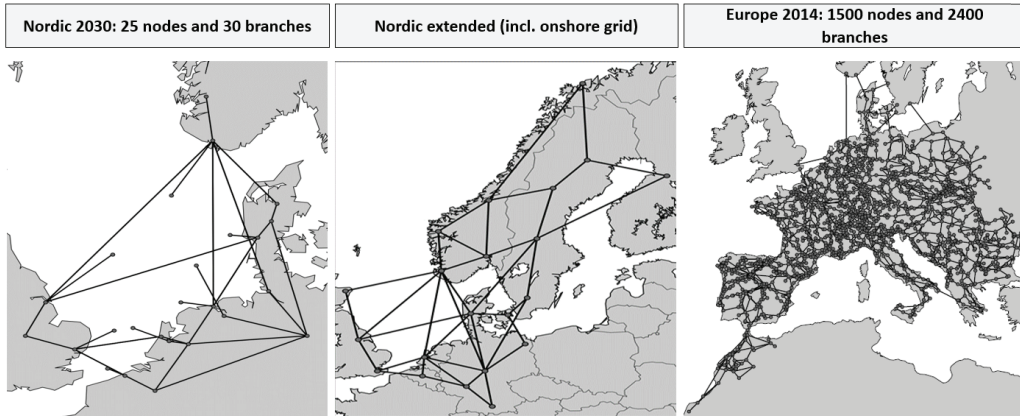 Nordic 2030: 25 nodes and 30 branches
Nordic extended (incl. onshore grid)
Europe 2014: 1500 nodes and 2400
branches